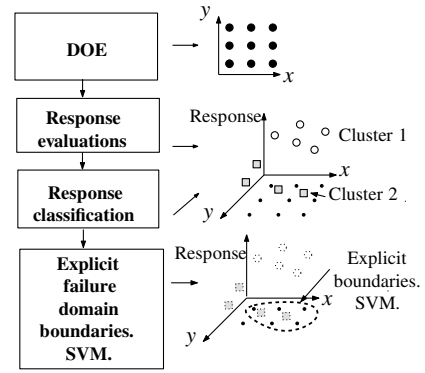 DOE
y
x
Response
evaluations
Response
Cluster 1
x
Response
classification
Cluster 2
y
Explicit
failure
domain
boundaries.
SVM.
Response
Explicit
boundaries.
SVM.
x
y